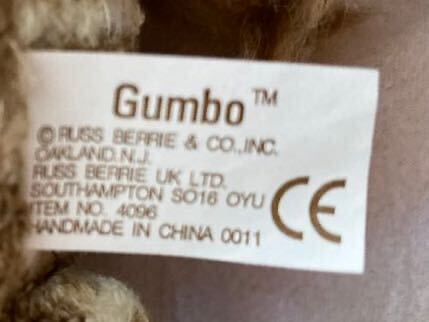 Gumbo™
© RUSS BERRIE & CO., INC.
OAKLAND, N.J.
RUSS BERRIE UK LTD.
SOUTHAMPTON SO16 OYU
ITEM NO. 4096
HANDMADE IN CHINA 0011
CE